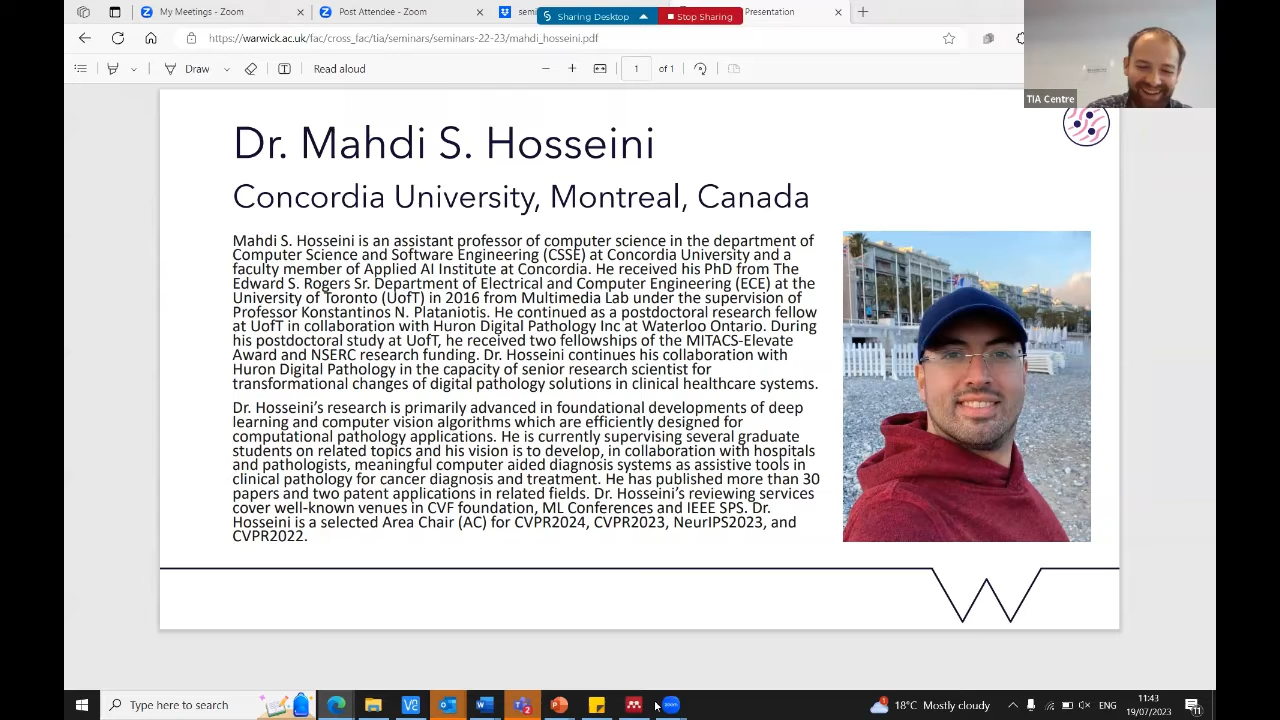 My Meetings - Zoom
Post Attendee - Zoom
semi
Sharing Desktop
Stop Sharing
Presentation
https://warwick.ac.uk/fac/cross_fac/tia/seminars/seminars-22-23/mahdi_hosseini.pdf
Draw
Read aloud
1
of 1
TIA Centre
Dr. Mahdi S. Hosseini
Concordia University, Montreal, Canada
Mahdi S. Hosseini is an assistant professor of computer science in the department of
Computer Science and Software Engineering (CSSE) at Concordia University and a
faculty member of Applied AI Institute at Concordia. He received his PhD from The
Edward S. Rogers Sr. Department of Electrical and Computer Engineering (ECE) at the
University of Toronto (UofT) in 2016 from Multimedia Lab under the supervision of
Professor Konstantinos N. Plataniotis. He continued as a postdoctoral research fellow
at UofT in collaboration with Huron Digital Pathology Inc at Waterloo Ontario. During
his postdoctoral study at UofT, he received two fellowships of the MITACS-Elevate
Award and NSERC research funding. Dr. Hosseini continues his collaboration with
Huron Digital Pathology in the capacity of senior research scientist for
transformational changes of digital pathology solutions in clinical healthcare systems.
Dr. Hosseini's research is primarily advanced in foundational developments of deep
learning and computer vision algorithms which are efficiently designed for
computational pathology applications. He is currently supervising several graduate
students on related topics and his vision is to develop, in collaboration with hospitals
and pathologists, meaningful computer aided diagnosis systems as assistive tools in
clinical pathology for cancer diagnosis and treatment. He has published more than 30
papers and two patent applications in related fields. Dr. Hosseini's reviewing services
cover well-known venues in CVF foundation, ML Conferences and IEEE SPS. Dr.
Hosseini is a selected Area Chair (AC) for CVPR2024, CVPR2023, NeurIPS2023, and
CVPR2022.
Type here to search
18°C Mostly cloudy
ENG
11:43
19/07/2023